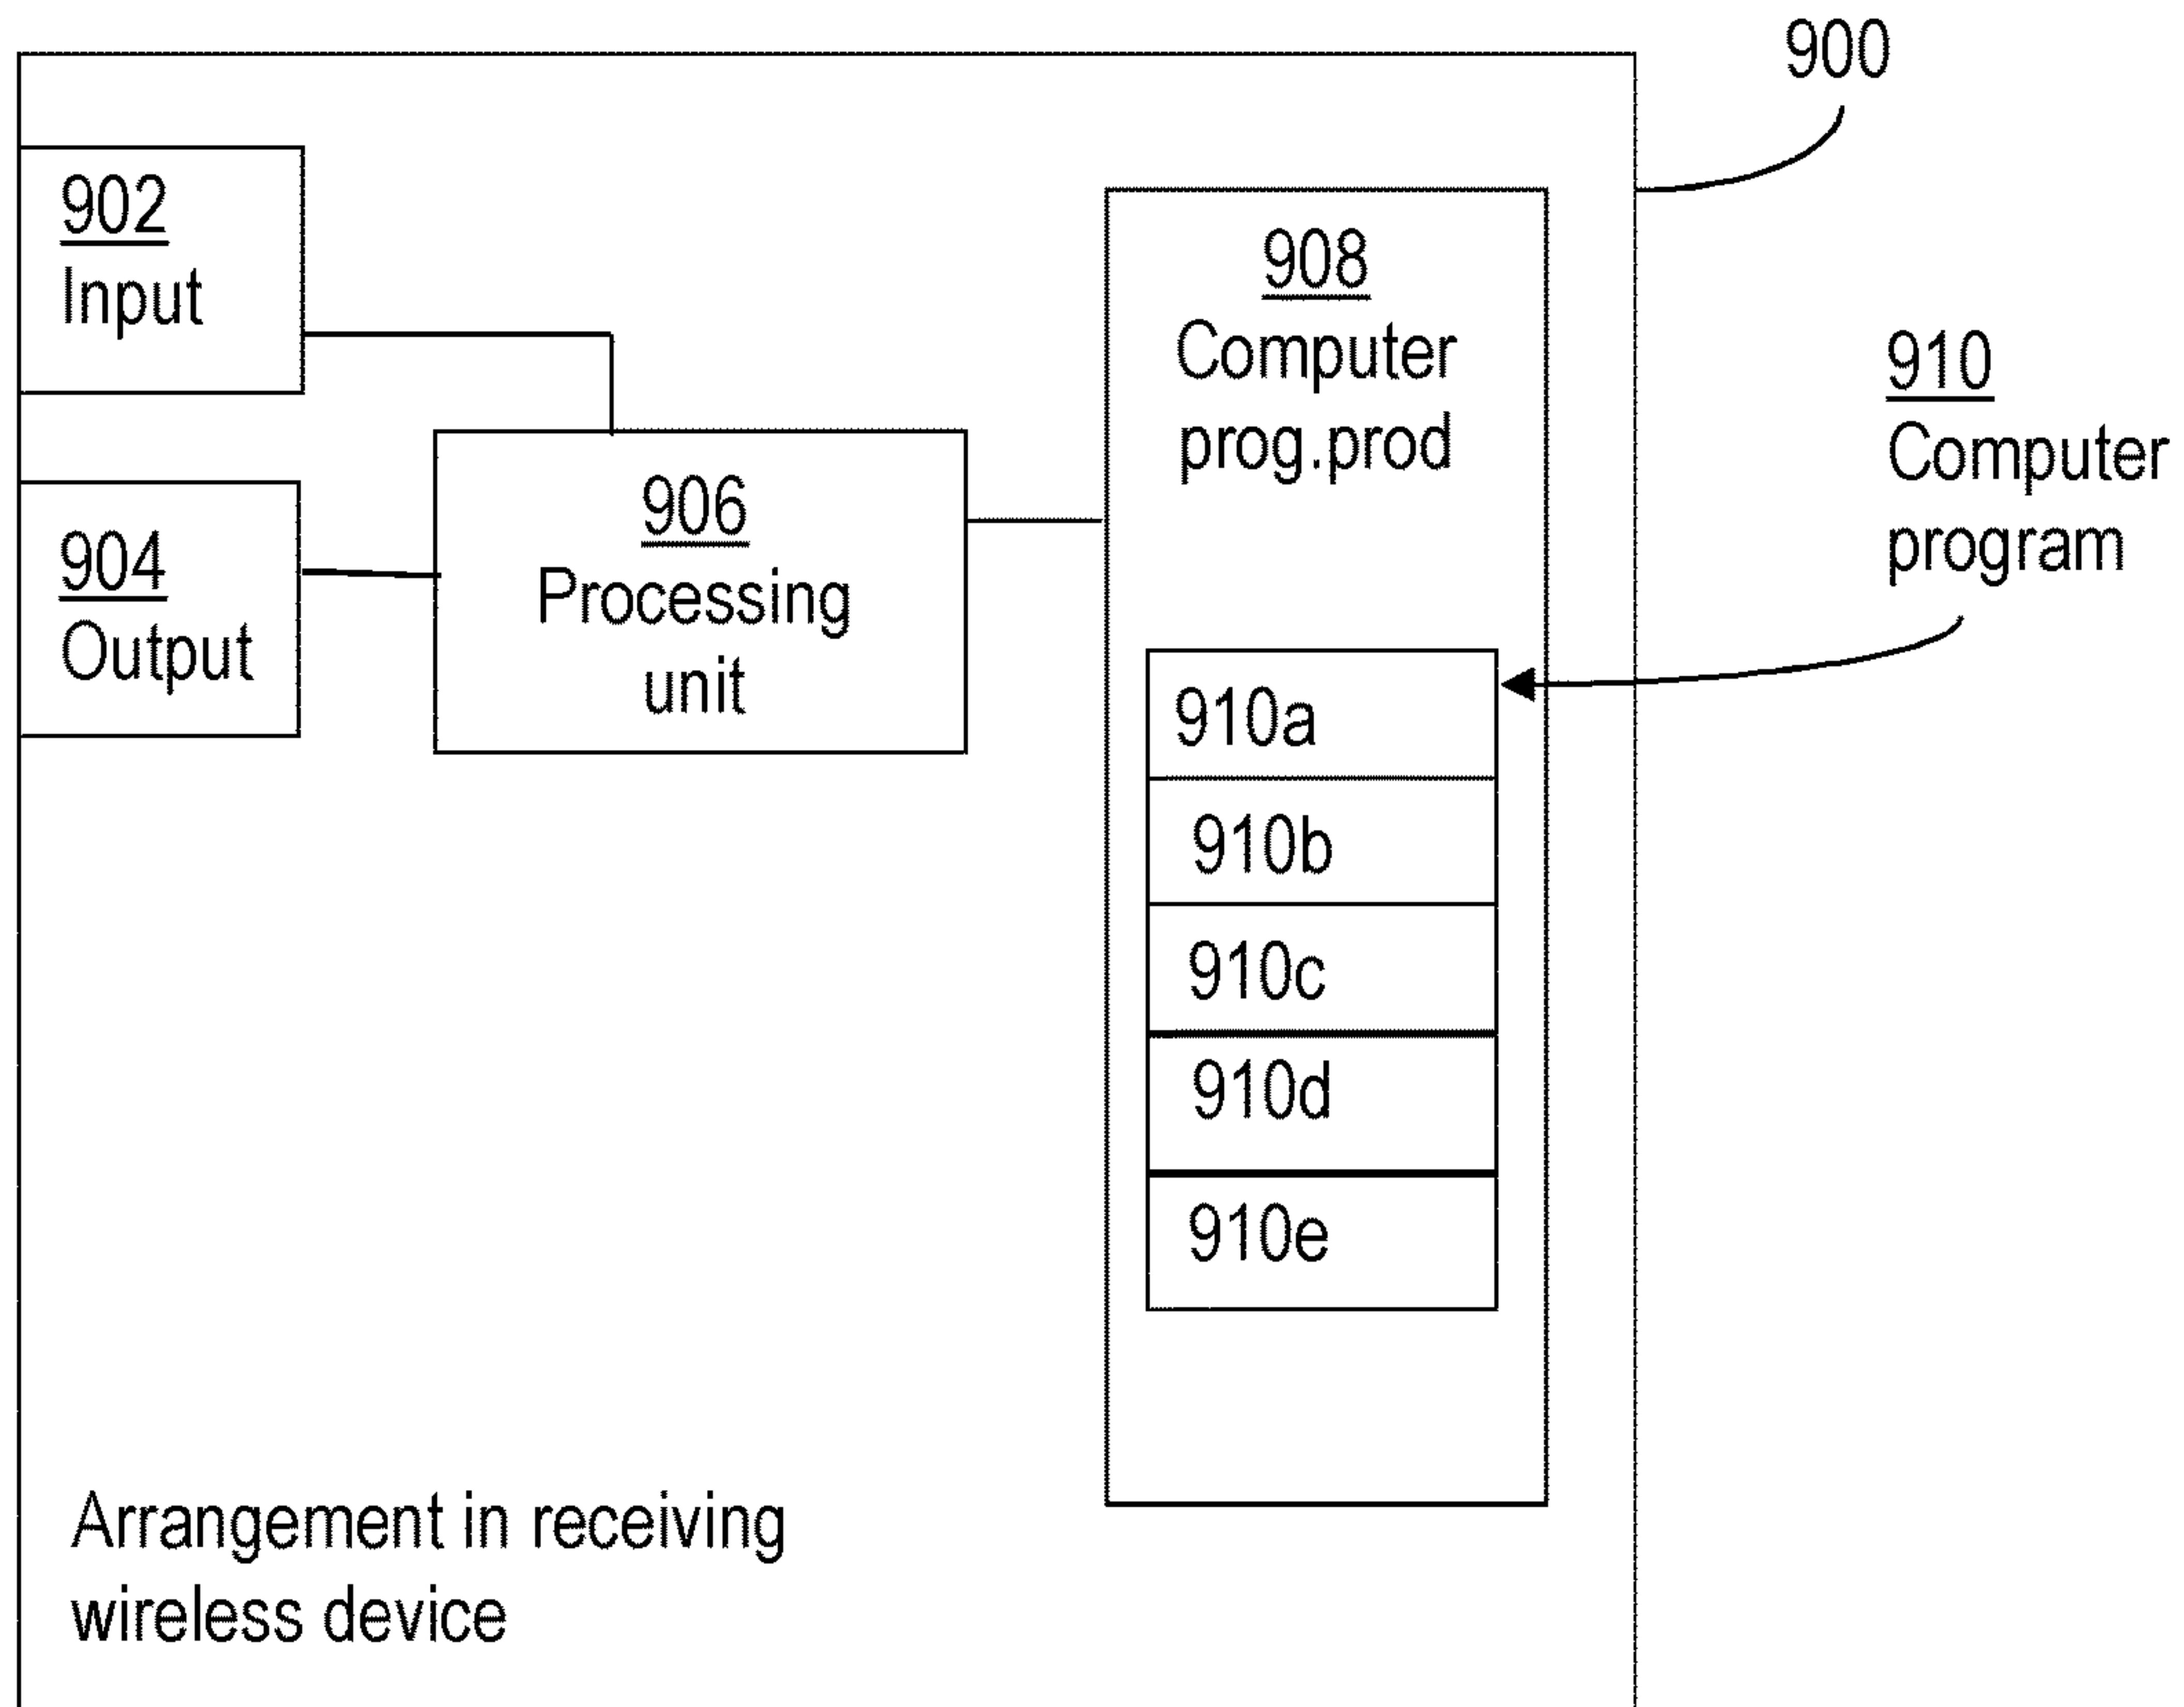 900
902
Input
904
Output
906
Processing
unit
908
Computer
prog.prod
910
Computer
program
910a
910b
910c
910d
910e
Arrangement in receiving
wireless device